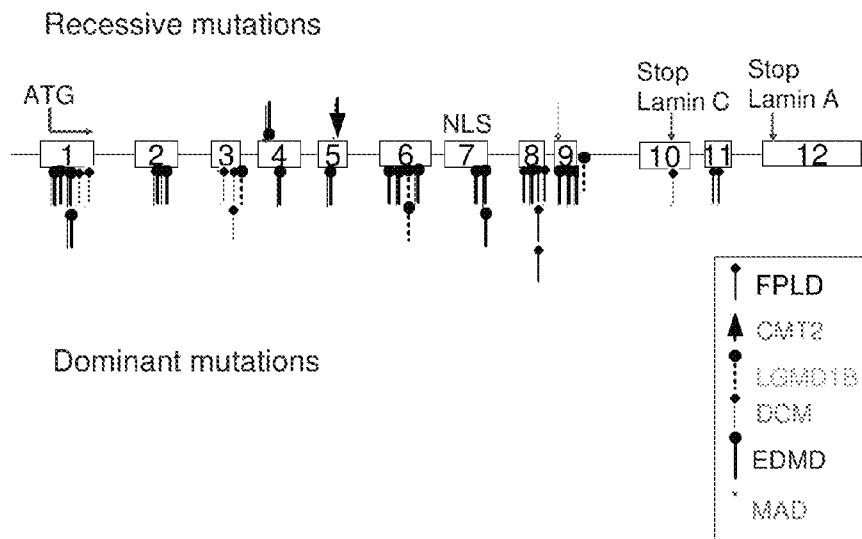 Recessive mutations
Stop
Lamin C
Stop
Lamin A
ATG
NLS
1 2 3 4 5 6 7 8 9 10 11 12
Dominant mutations
FPLD
CMT2
LGMD1B
DCM
EDMD
MAD